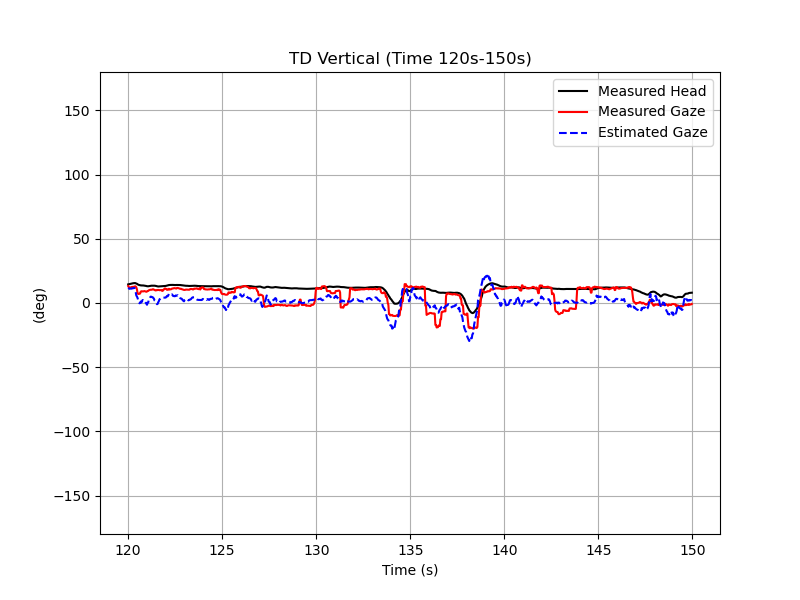 TD Vertical (Time 120s-150s)
Measured Head
Measured Gaze
Estimated Gaze
150
100
50
0
−50
−100
−150
(deg)
120
125
130
135
140
145
150
Time (s)